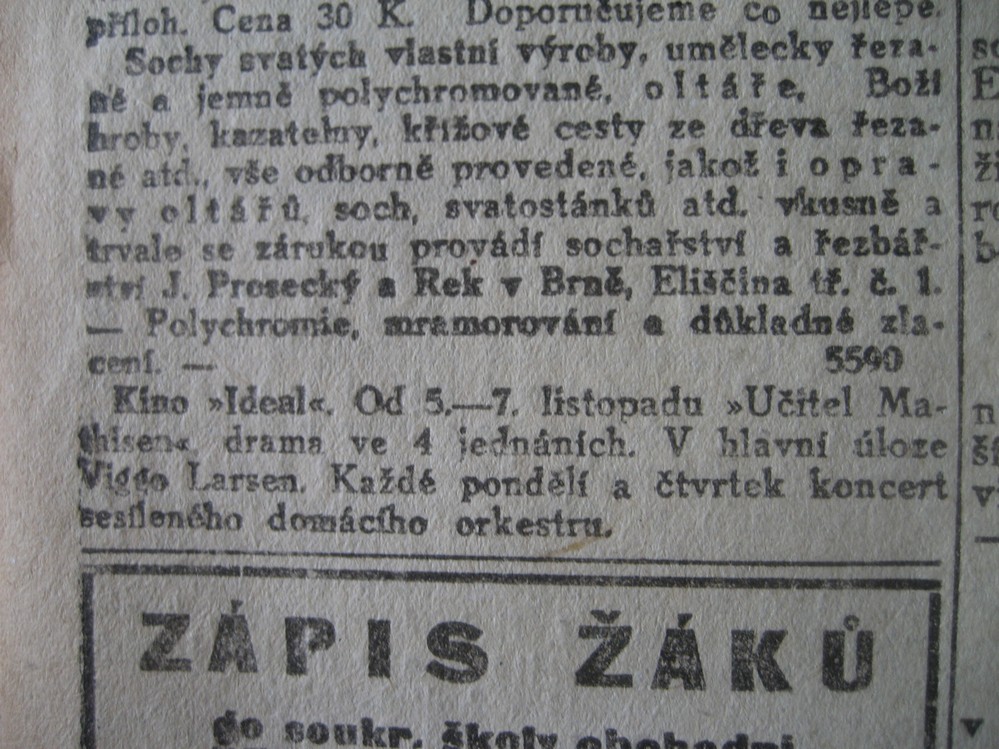 příloh. Cena 30 K. Doporučujeme co nejlépe.
Sochy svatých vlastní výroby, umělecky řeza-
né a jemně polychromované, oltáře, Boží
hroby, kazatelny, křížové cesty ze dřeva řeza-
né atd., vše odborně provedené, jakož i opra-
vy oltářů, soch, svatostánků atd. vkusně a
trvale se zárukou provádí sochařství a řezbář-
ství J. Prosecký a Rek v Brně, Eliščina tř. č. 1.
— Polychromie, mramorování a důkladné zla-
cení. — 5590
Kino »Ideal«. Od 5.—7. listopadu »Učitel Ma-
thisen« drama ve 4 jednáních. V hlavní úloze
Viggo Larsen. Každé pondělí a čtvrtek koncert
sesíleného domácího orkestru.
ZÁPIS ŽÁKŮ
do soukr. školy obchodní